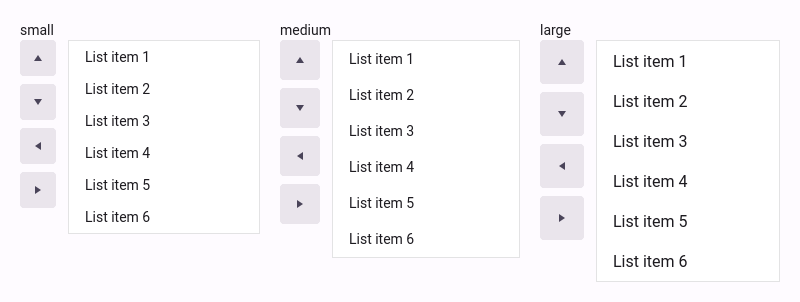 small
List item 1
List item 2
List item 3
List item 4
List item 5
List item 6
medium
List item 1
List item 2
List item 3
List item 4
List item 5
List item 6
large
List item 1
List item 2
List item 3
List item 4
List item 5
List item 6